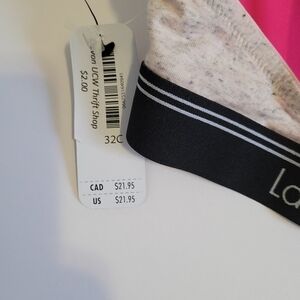 UCW Thrift Shop
$2.00
32C
CAD $21.95
US $21.95
La